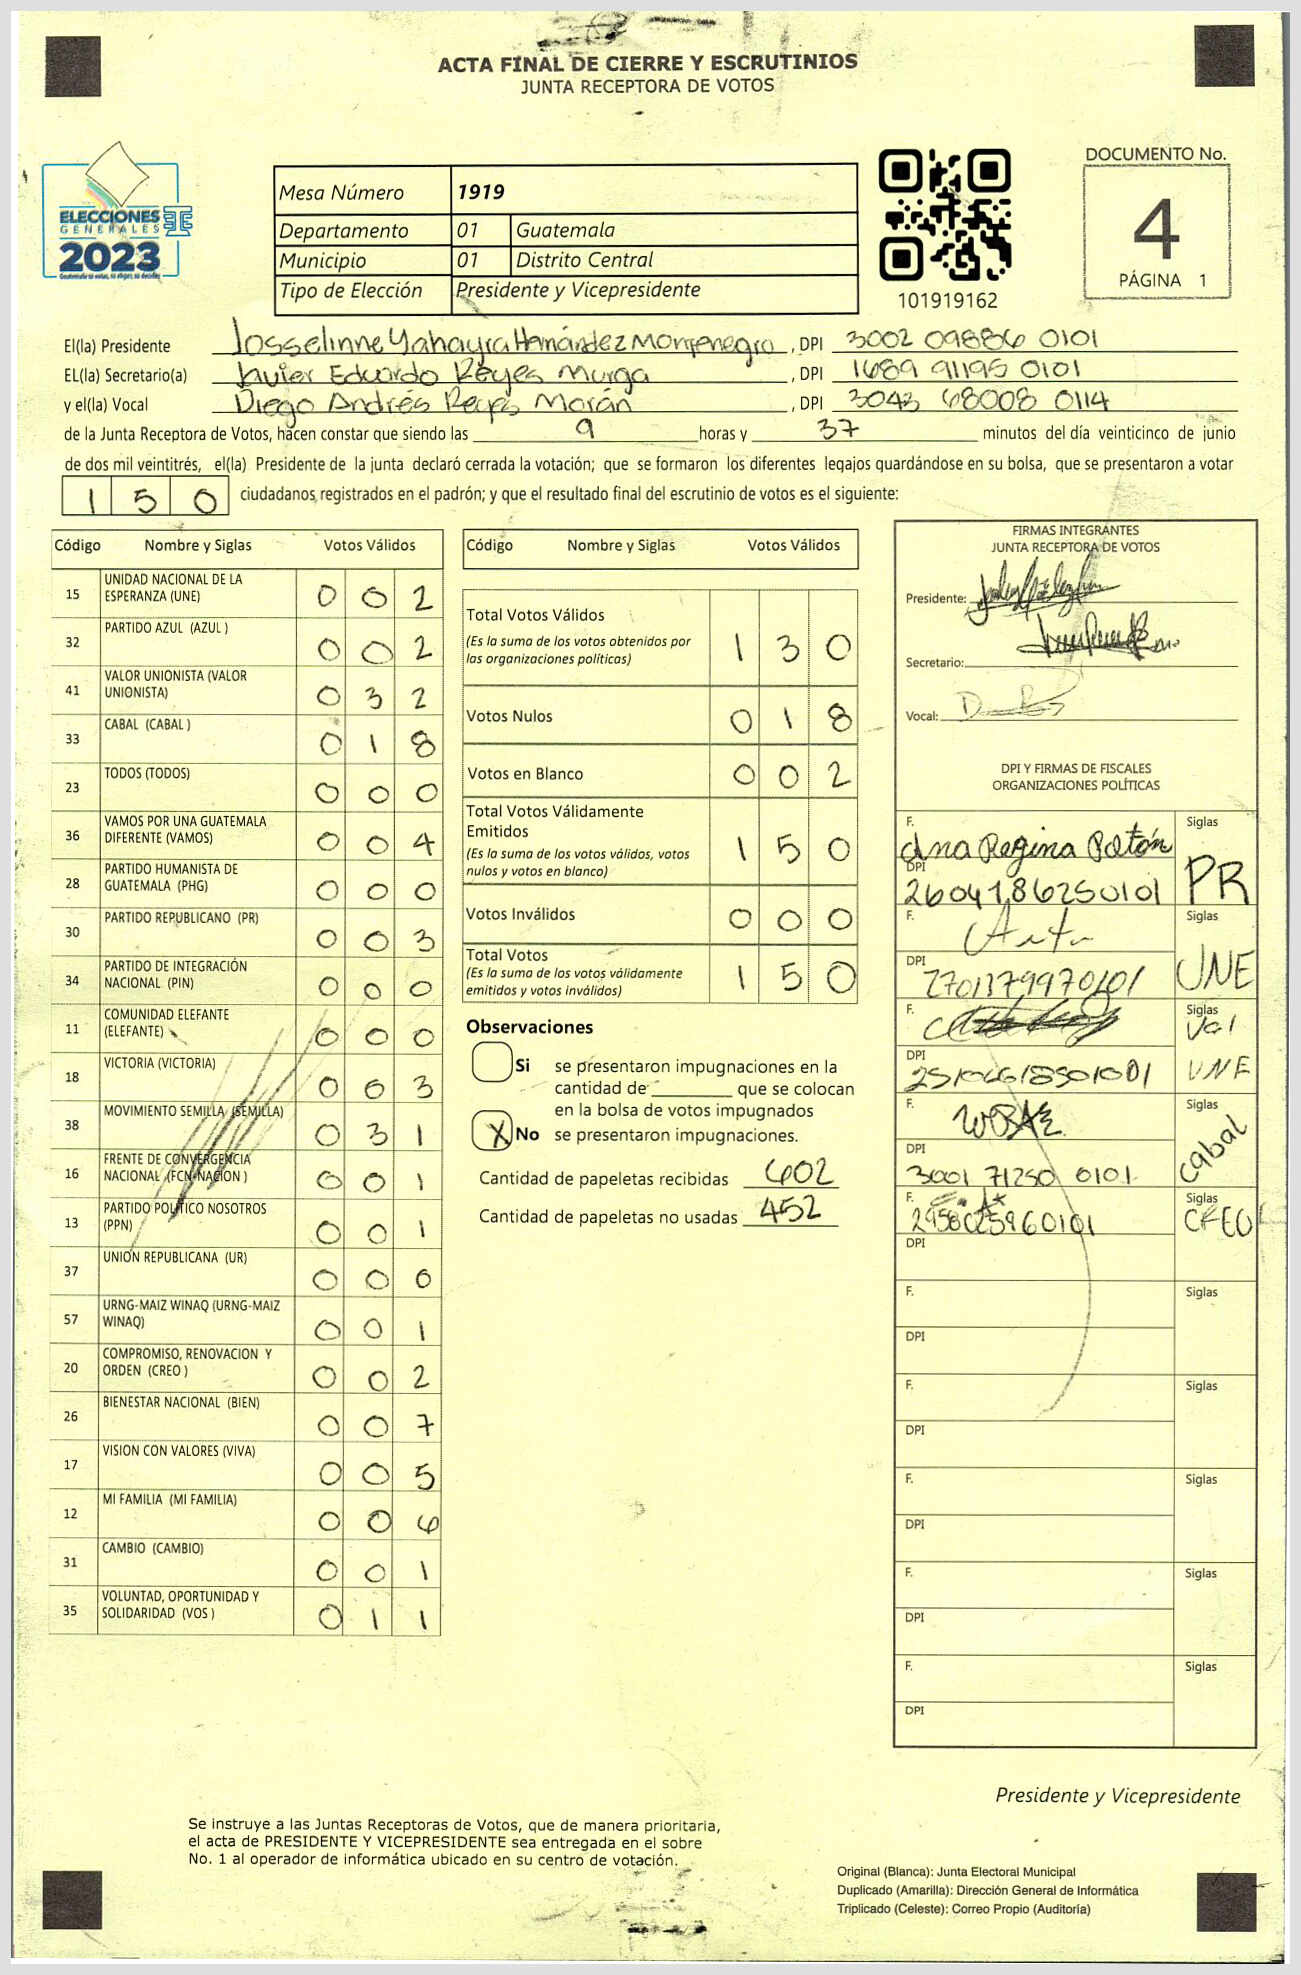 ACTA FINAL DE CIERRE Y ESCRUTINIOS
JUNTA RECEPTORA DE VOTOS
ELECCIONES
GENERALES
2023
Mesa Número 1919
Departamento 01 Guatemala
Municipio 01 Distrito Central
Tipo de Elección Presidente y Vicepresidente
101919162
DOCUMENTO No.
4
PÁGINA 1
El(la) Presidente Josselinne Yahayra Hernández Montenegro, DPI 3002 09886 0101
EL(la) Secretario(a) Javier Eduardo Reyes Murga, DPI 1689 91195 0101
y el(la) Vocal Diego Andrés Reyes Morán, DPI 3043 68008 0114
de la Junta Receptora de Votos, hacen constar que siendo las 9 horas y 37 minutos del día veinticinco de junio
de dos mil veintitrés, el(la) Presidente de la junta declaró cerrada la votación; que se formaron los diferentes legajos quardándose en su bolsa, que se presentaron a votar
150 ciudadanos registrados en el padrón; y que el resultado final del escrutinio de votos es el siguiente:
Código Nombre y Siglas Votos Válidos
15 UNIDAD NACIONAL DE LA ESPERANZA (UNE) 0 0 2
32 PARTIDO AZUL (AZUL ) 0 0 2
41 VALOR UNIONISTA (VALOR UNIONISTA) 0 3 2
33 CABAL (CABAL ) 0 1 8
23 TODOS (TODOS) 0 0 0
36 VAMOS POR UNA GUATEMALA DIFERENTE (VAMOS) 0 0 4
28 PARTIDO HUMANISTA DE GUATEMALA (PHG) 0 0 0
30 PARTIDO REPUBLICANO (PR) 0 0 3
34 PARTIDO DE INTEGRACIÓN NACIONAL (PIN) 0 0 0
11 COMUNIDAD ELEFANTE (ELEFANTE) 0 0 0
18 VICTORIA (VICTORIA) 0 0 3
38 MOVIMIENTO SEMILLA (SEMILLA) 0 3 1
16 FRENTE DE CONVERGENCIA NACIONAL (FCN-NACION ) 0 0 1
13 PARTIDO POLÍTICO NOSOTROS (PPN) 0 0 1
37 UNION REPUBLICANA (UR) 0 0 0
57 URNG-MAIZ WINAQ (URNG-MAIZ WINAQ) 0 0 1
20 COMPROMISO, RENOVACION Y ORDEN (CREO ) 0 0 2
26 BIENESTAR NACIONAL (BIEN) 0 0 7
17 VISION CON VALORES (VIVA) 0 0 5
12 MI FAMILIA (MI FAMILIA) 0 0 6
31 CAMBIO (CAMBIO) 0 0 1
35 VOLUNTAD, OPORTUNIDAD Y SOLIDARIDAD (VOS ) 0 1 1
Código Nombre y Siglas Votos Válidos
Total Votos Válidos 1 3 0
(Es la suma de los votos obtenidos por
las organizaciones políticas)
Votos Nulos 0 1 8
Votos en Blanco 0 0 2
Total Votos Válidamente
Emitidos 1 5 0
(Es la suma de los votos válidos, votos
nulos y votos en blanco)
Votos Inválidos 0 0 0
Total Votos 1 5 0
(Es la suma de los votos válidamente
emitidos y votos inválidos)
Observaciones
Si se presentaron impugnaciones en la
cantidad de que se colocan
en la bolsa de votos impugnados
X No se presentaron impugnaciones.
Cantidad de papeletas recibidas 602
Cantidad de papeletas no usadas 452
FIRMAS INTEGRANTES
JUNTA RECEPTORA DE VOTOS
Presidente:
Secretario:
Vocal:
DPI Y FIRMAS DE FISCALES
ORGANIZACIONES POLÍTICAS
F. Ana Regina Siglas
DPI 2604186250101 PR
F. Siglas
DPI 2701179970101 UNE
F. Siglas
DPI UNE
F. Siglas
DPI 3001 71250 0101 Cabal
F. Siglas
2958025960101 CREO
DPI
F. Siglas
DPI
F. Siglas
DPI
F. Siglas
DPI
F. Siglas
DPI
F. Siglas
DPI
Presidente y Vicepresidente
Se instruye a las Juntas Receptoras de Votos, que de manera prioritaria,
el acta de PRESIDENTE Y VICEPRESIDENTE sea entregada en el sobre
No. 1 al operador de informática ubicado en su centro de votación.
Original (Blanca): Junta Electoral Municipal
Duplicado (Amarilla): Dirección General de Informática
Triplicado (Celeste): Correo Propio (Auditoría)